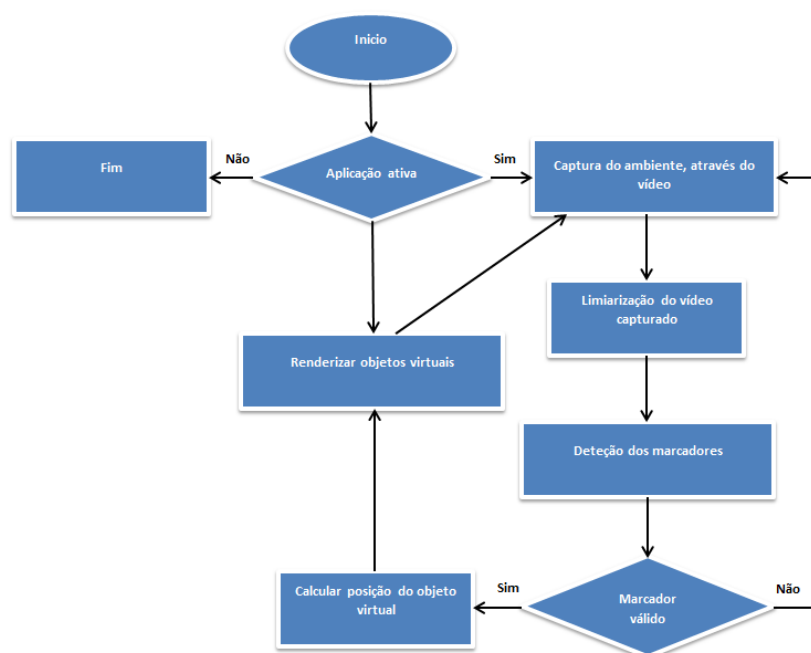 Inicio
Não
Sim
Fim
Aplicação ativa
Captura do ambiente, através do
vídeo
Limiarização do vídeo
capturado
Renderizar objetos virtuais
Deteção dos marcadores
Calcular posição do objeto
virtual
Sim
Marcador
válido
Não